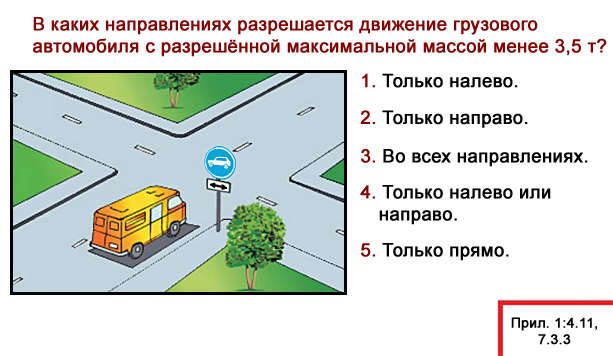 В каких направлениях разрешается движение грузового
автомобиля с разрешённой максимальной массой менее 3,5 т?
1. Только налево.
2. Только направо.
3. Во всех направлениях.
4. Только налево или
направо.
5. Только прямо.
Прил. 1:4.11,
7.3.3